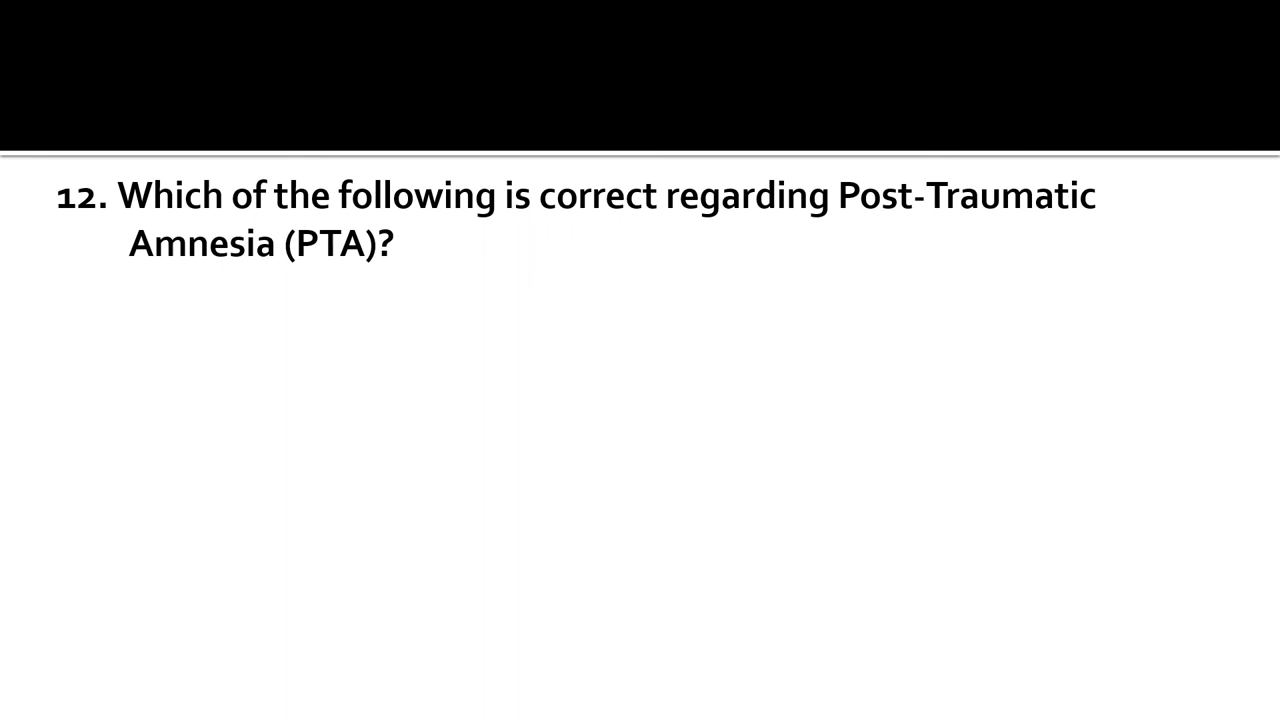 12. Which of the following is correct regarding Post-Traumatic
Amnesia (PTA)?